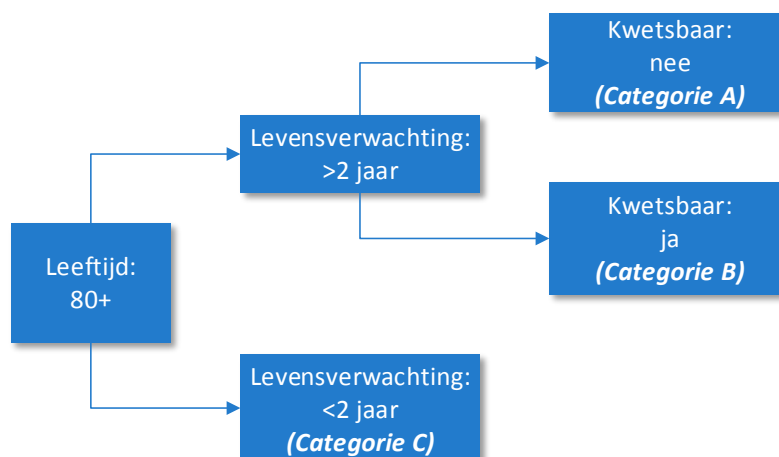 Kwetsbaar:
nee
(Categorie A)
Levensverwachting:
>2 jaar
Kwetsbaar:
ja
(Categorie B)
Leeftijd:
80+
Levensverwachting:
<2 jaar
(Categorie C)